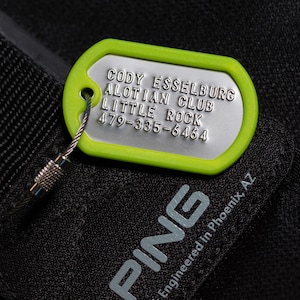 CODY ESSELBURG
ALOTIAN CLUB
LITTLE ROCK
479-335-6464
PING
Engineered in Phoenix, AZ